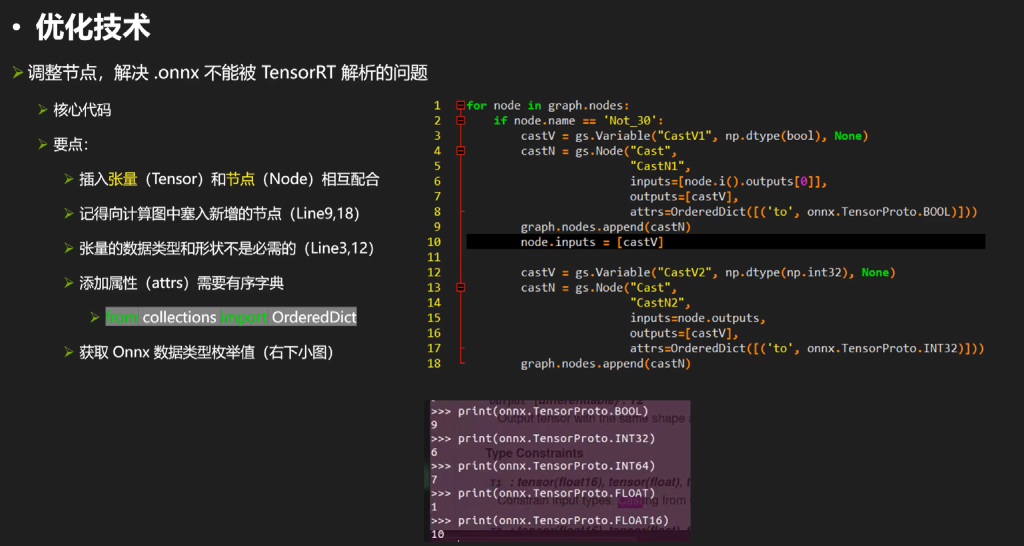 • 优化技术
调整节点，解决 .onnx 不能被 TensorRT 解析的问题
核心代码
要点：
插入张量（Tensor）和节点（Node）相互配合
记得向计算图中塞入新增的节点（Line9,18）
张量的数据类型和形状不是必需的（Line3,12）
添加属性（attrs）需要有序字典
from collections import OrderedDict
获取 Onnx 数据类型枚举值（右下小图）
1 for node in graph.nodes:
2 if node.name == 'Not_30':
3 castV = gs.Variable("CastV1", np.dtype(bool), None)
4 castN = gs.Node("Cast",
5 "CastN1",
6 inputs=[node.i().outputs[0]],
7 outputs=[castV],
8 attrs=OrderedDict([('to', onnx.TensorProto.BOOL)]))
9 graph.nodes.append(castN)
10 node.inputs = [castV]
11
12 castV = gs.Variable("CastV2", np.dtype(np.int32), None)
13 castN = gs.Node("Cast",
14 "CastN2",
15 inputs=node.outputs,
16 outputs=[castV],
17 attrs=OrderedDict([('to', onnx.TensorProto.INT32)]))
18 graph.nodes.append(castN)
>>> print(onnx.TensorProto.BOOL)
Output tensor with the same shape
9
>>> print(onnx.TensorProto.INT32)
6
Type Constraints
>>> print(onnx.TensorProto.INT64)
7
: tensor(float16), tensor(float),
>>> print(onnx.TensorProto.FLOAT)
1
>>> print(onnx.TensorProto.FLOAT16)
10